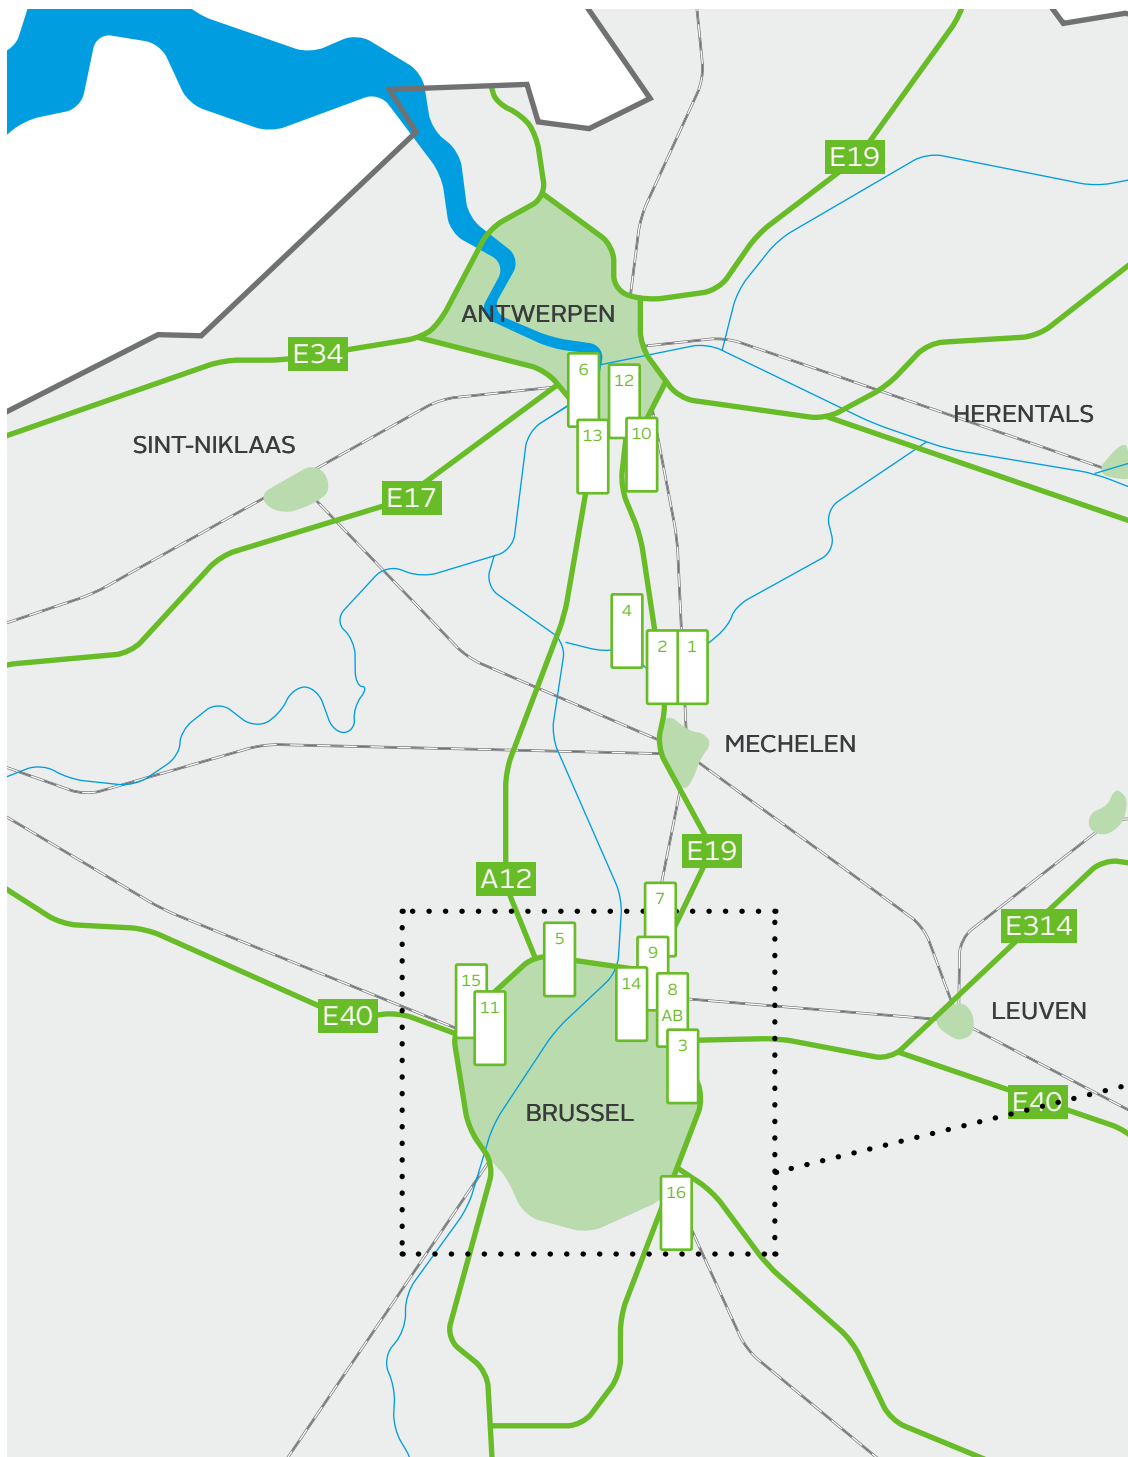 E19
ANTWERPEN
E34
6
12
HERENTALS
SINT-NIKLAAS
13
10
E17
4
2
1
MECHELEN
E19
A12
7
E314
5
9
15
14
8
AB
11
LEUVEN
E40
3
E40
BRUSSEL
16